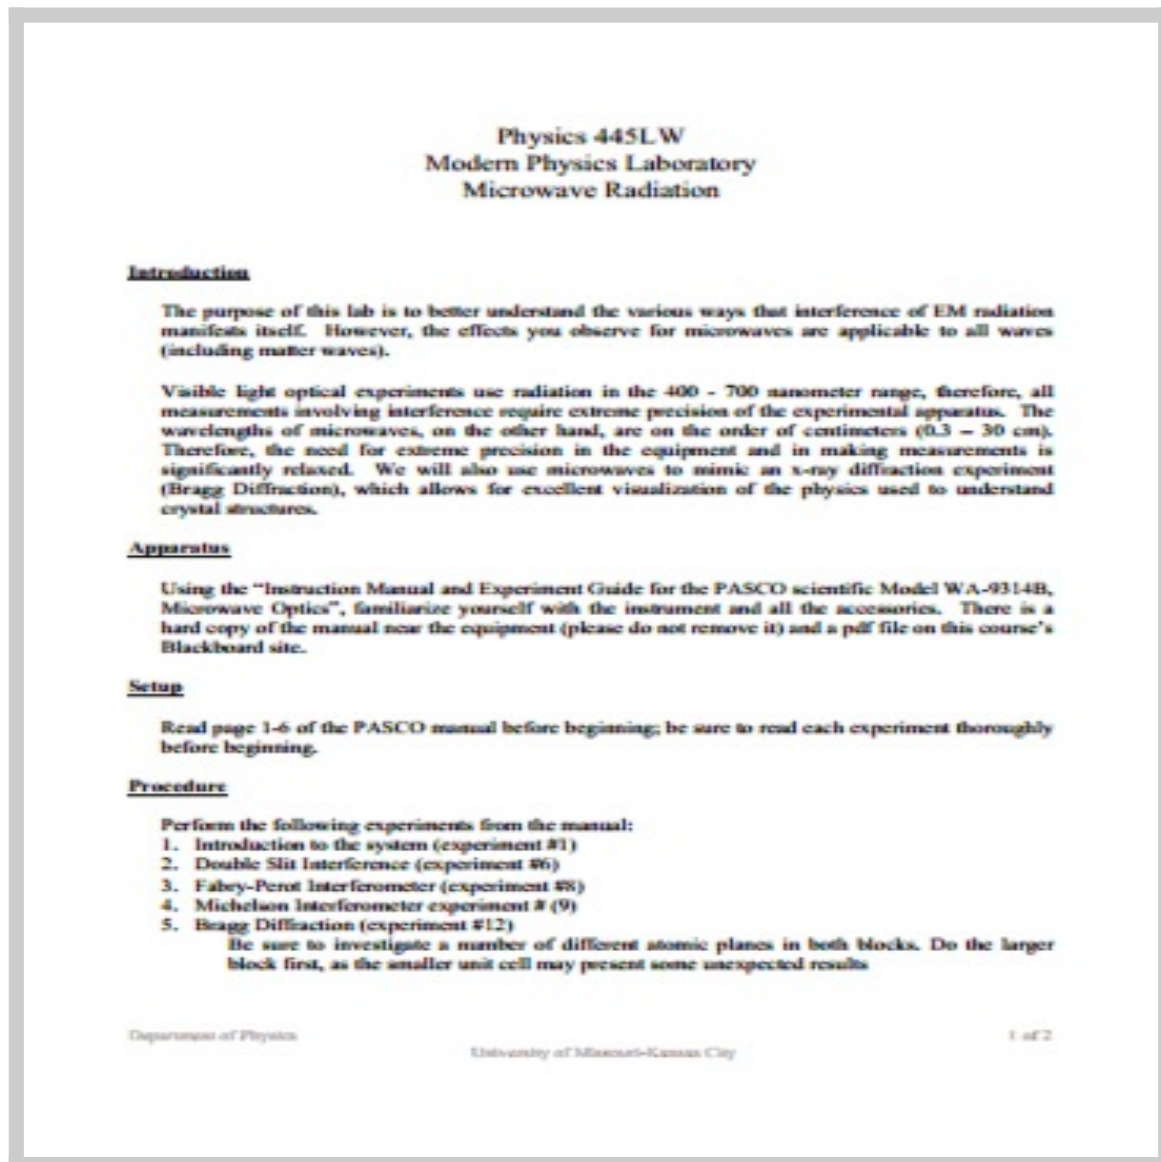 Physics 445LW
Modern Physics Laboratory
Microwave Radiation
Introduction
The purpose of this lab is to better understand the various ways that interference of EM radiation
manifests itself. However, the effects you observe for microwaves are applicable to all waves
(including matter waves).
Visible light optical experiments use radiation in the 400 - 700 nanometer range, therefore, all
measurements involving interference require extreme precision of the experimental apparatus. The
wavelengths of microwaves, on the other hand, are on the order of centimeters (0.3 – 30 cm).
Therefore, the need for extreme precision in the equipment and in making measurements is
significantly relaxed. We will also use microwaves to mimic an x-ray diffraction experiment
(Bragg Diffraction), which allows for excellent visualization of the physics used to understand
crystal structures.
Apparatus
Using the “Instruction Manual and Experiment Guide for the PASCO scientific Model WA-9314B,
Microwave Optics”, familiarize yourself with the instrument and all the accessories. There is a
hard copy of the manual near the equipment (please do not remove it) and a pdf file on this course’s
Blackboard site.
Setup
Read page 1-6 of the PASCO manual before beginning; be sure to read each experiment thoroughly
before beginning.
Procedure
Perform the following experiments from the manual:
1. Introduction to the system (experiment #1)
2. Double Slit Interference (experiment #6)
3. Fabry-Perot Interferometer (experiment #8)
4. Michelson Interferometer experiment # (9)
5. Bragg Diffraction (experiment #12)
Be sure to investigate a number of different atomic planes in both blocks. Do the larger
block first, as the smaller unit cell may present some unexpected results
Department of Physics
1 of 2
University of Missouri-Kansas City